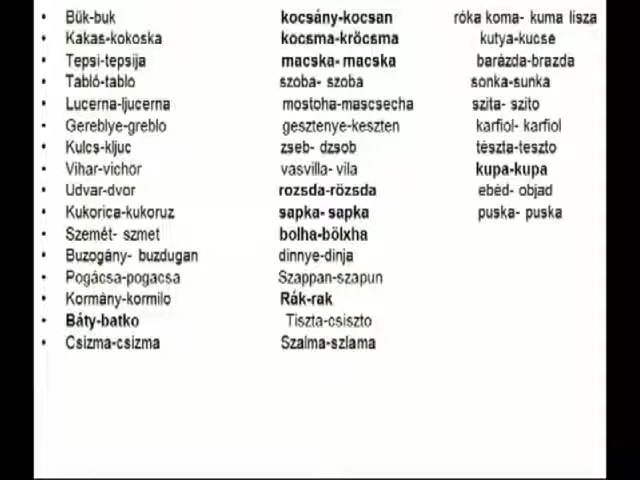 • Bük-buk kocsány-kocsan róka koma- kuma lisza
• Kakas-kokoska kocsma-kröcsma kutya-kucse
• Tepsi-tepsija macska- macska barázda-brazda
• Tabló-tablo szoba- szoba sonka-sunka
• Lucerna-ljucerna mostoha-mascsecha szita- szito
• Gereblye-greblo gesztenye-keszten karfiol- karfiol
• Kulcs-kljuc zseb- dzsob tészta-teszto
• Vihar-vichör vasvilla- vila kupa-kupa
• Udvar-dvor rozsda-rözsda ebéd- objad
• Kukorica-kukoruz sapka- sapka puska- puska
• Szemét- szmet bolha-bölxha
• Buzogány- buzdugan dinnye-dinja
• Pogácsa-pogacsa Szappan-szapun
• Kormány-kormilo Rák-rak
• Báty-batko Tiszta-csiszto
• Csizma-csizma Szalma-szlama